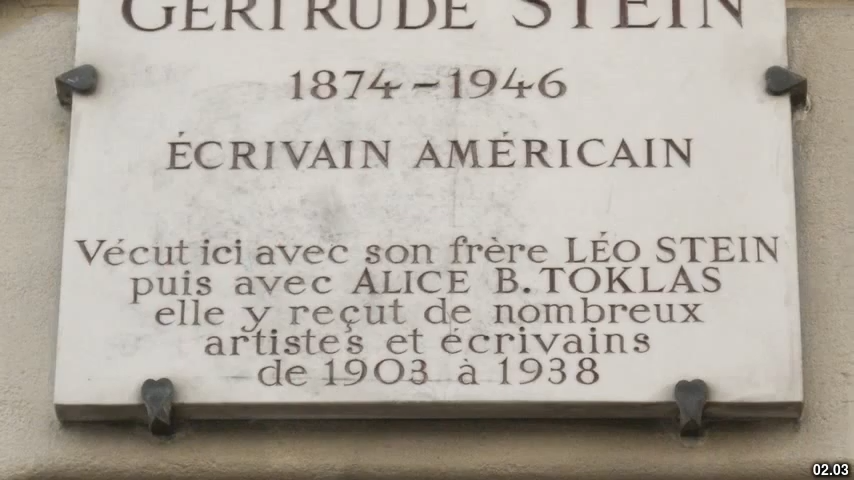 GERTRUDE STEIN
1874-1946
ÉCRIVAIN AMÉRICAIN
Vécut ici avec son frère LÉO STEIN
puis avec ALICE B. TOKLAS
elle y reçut de nombreux
artistes et écrivains
de 1903 à 1938
02.03